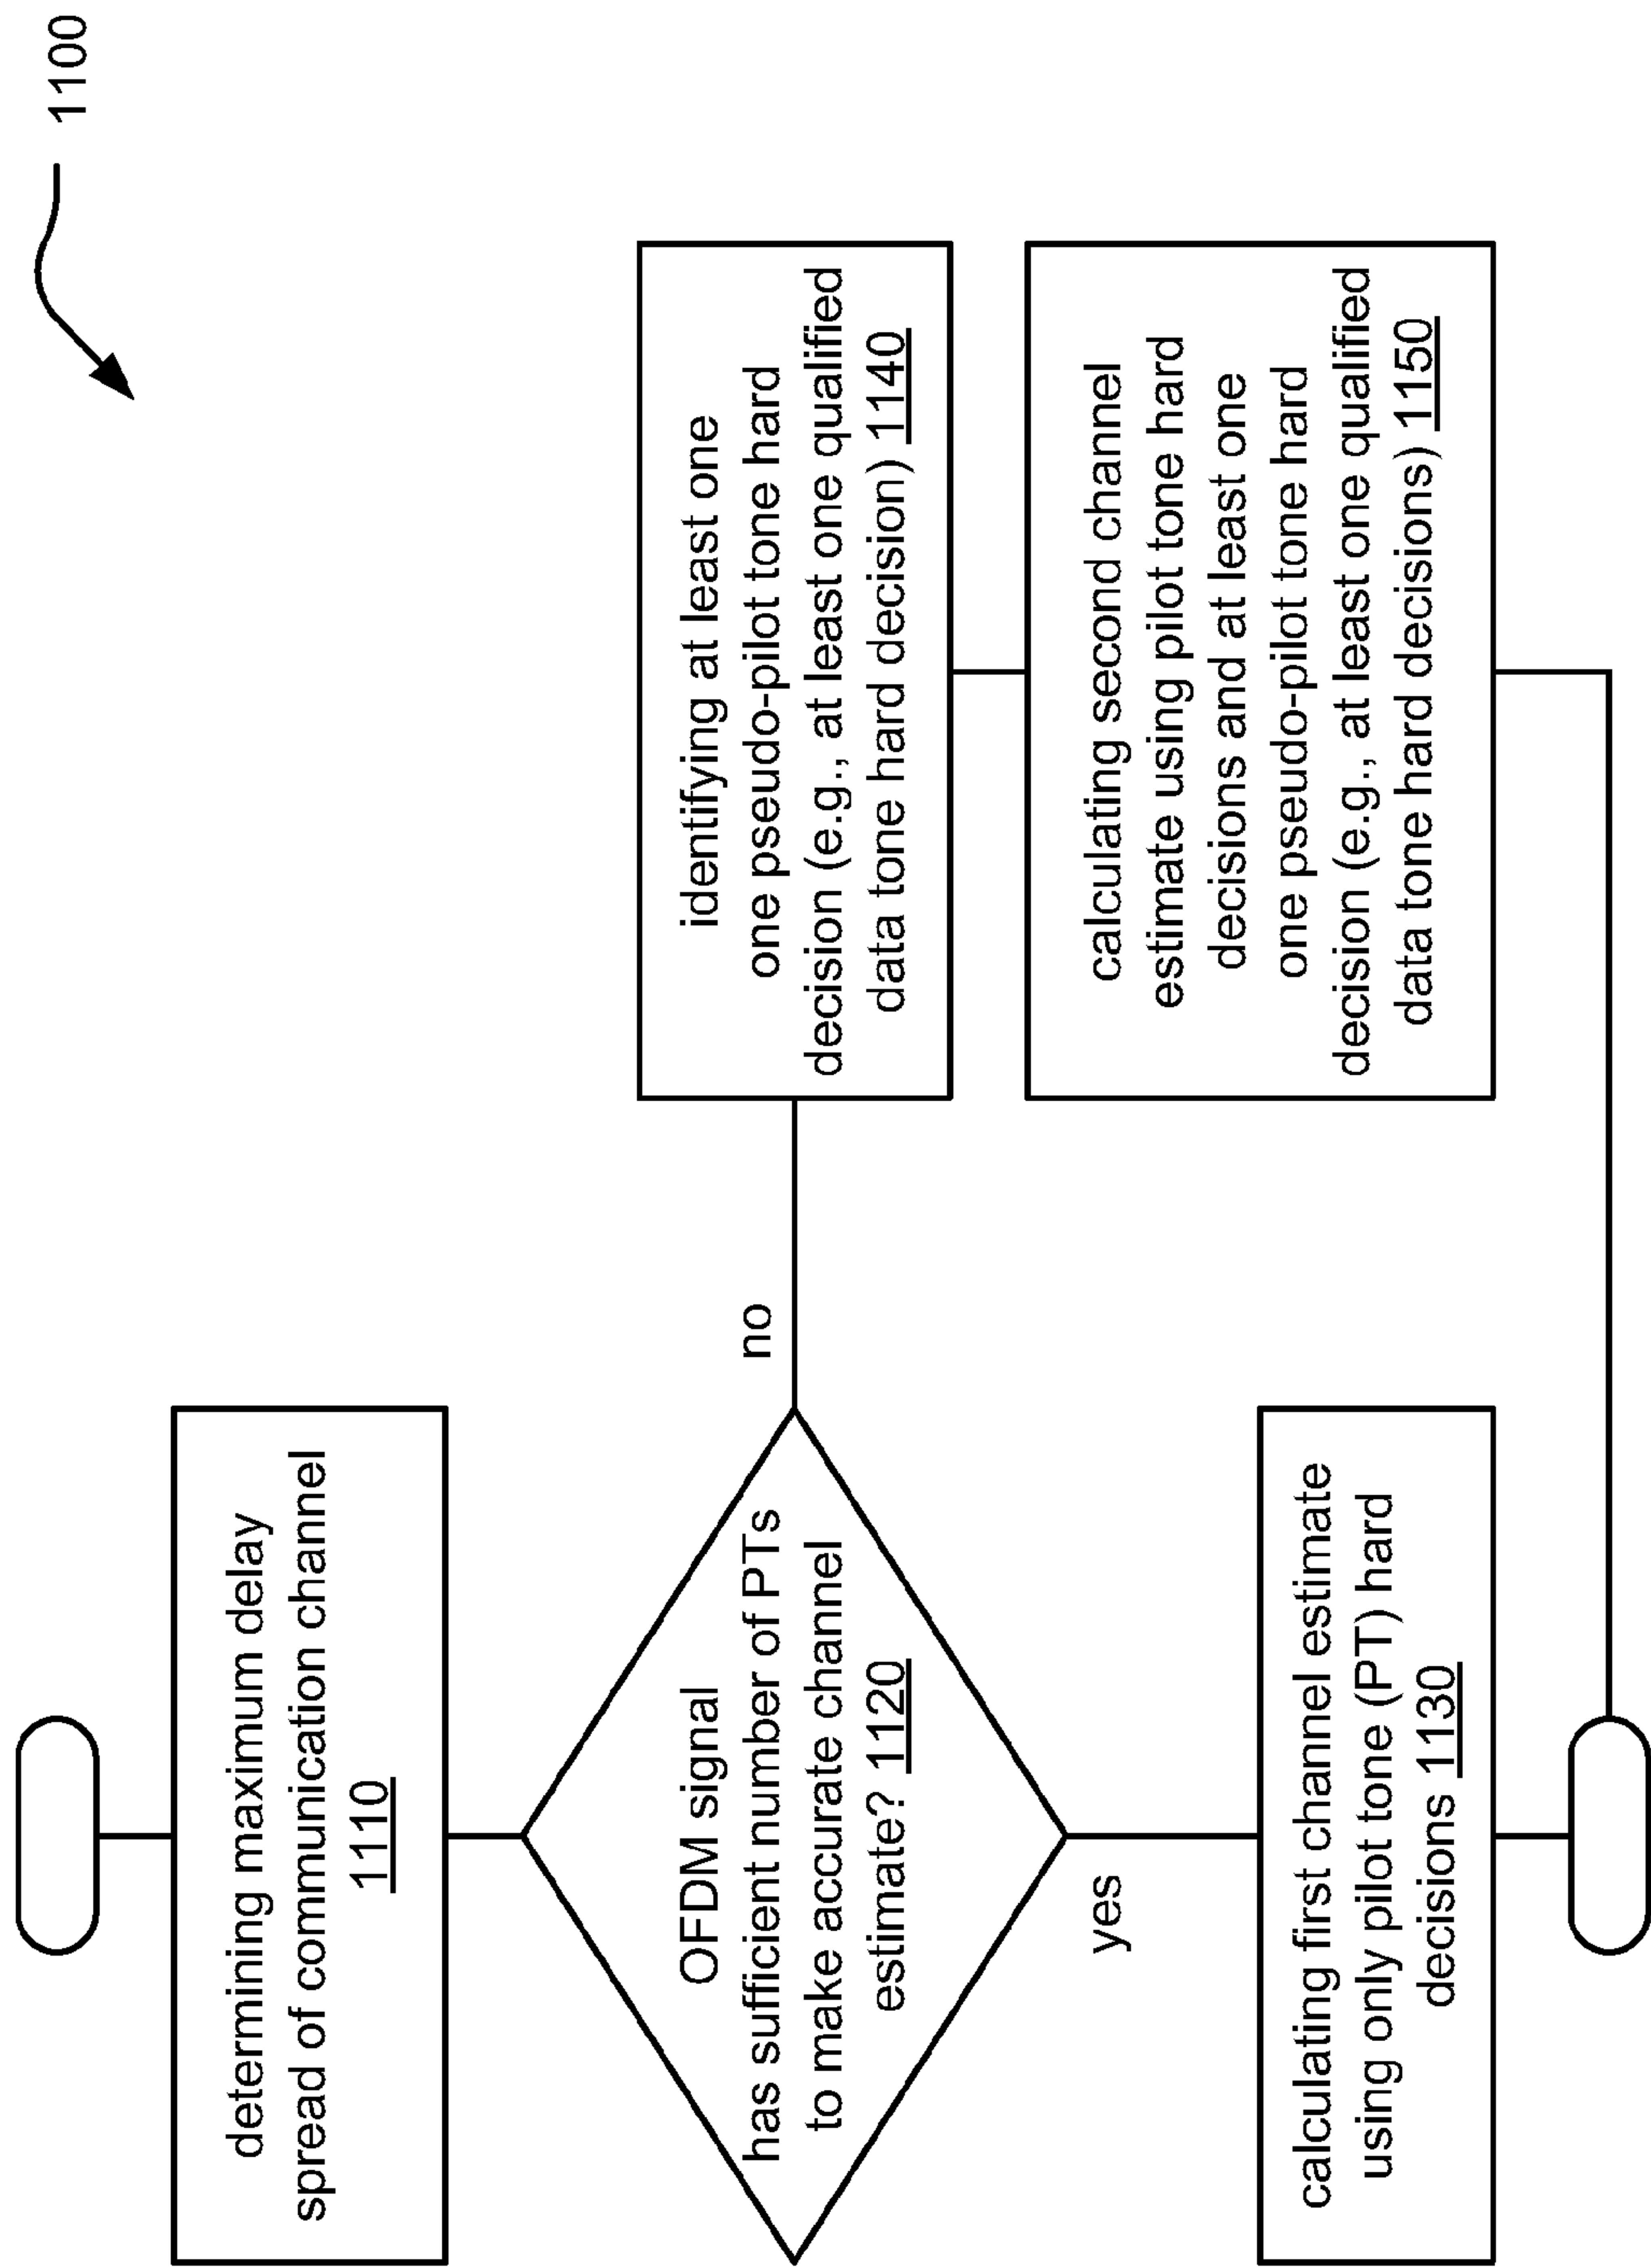 1100
determining maximum delay
spread of communication channel
1110
OFDM signal
has sufficient number of PTs
to make accurate channel
estimate? 1120
no
yes
identifying at least one
one pseudo-pilot tone hard
decision (e.g., at least one qualified
data tone hard decision) 1140
calculating second channel
estimate using pilot tone hard
decisions and at least one
one pseudo-pilot tone hard
decision (e.g., at least one qualified
data tone hard decisions) 1150
calculating first channel estimate
using only pilot tone (PT) hard
decisions 1130